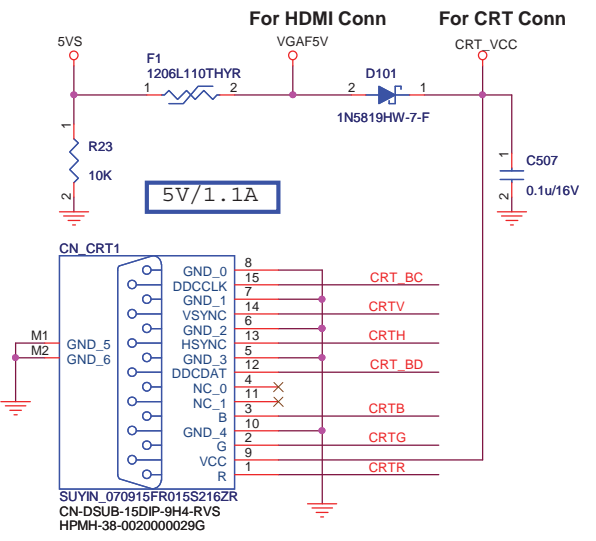 For HDMI Conn For CRT Conn
5VS VGAF5V CRT_VCC
F1
1206L110THYR
1 2
D101
2 1
1N5819HW-7-F
1
R23
10K
2
5V/1.1A
1
C507
0.1u/16V
2
CN_CRT1
GND_0 8
DDCCLK 15 CRT_BC
GND_1 7
VSYNC 14 CRTV
GND_2 6
M1 GND_5 HSYNC 13 CRTH
M2 GND_6 GND_3 5
DDCDAT 12 CRT_BD
NC_0 4
NC_1 11
B 3 CRTB
GND_4 10
G 2 CRTG
VCC 9
R 1 CRTR
SUYIN_070915FR015S216ZR
CN-DSUB-15DIP-9H4-RVS
HPMH-38-0020000029G